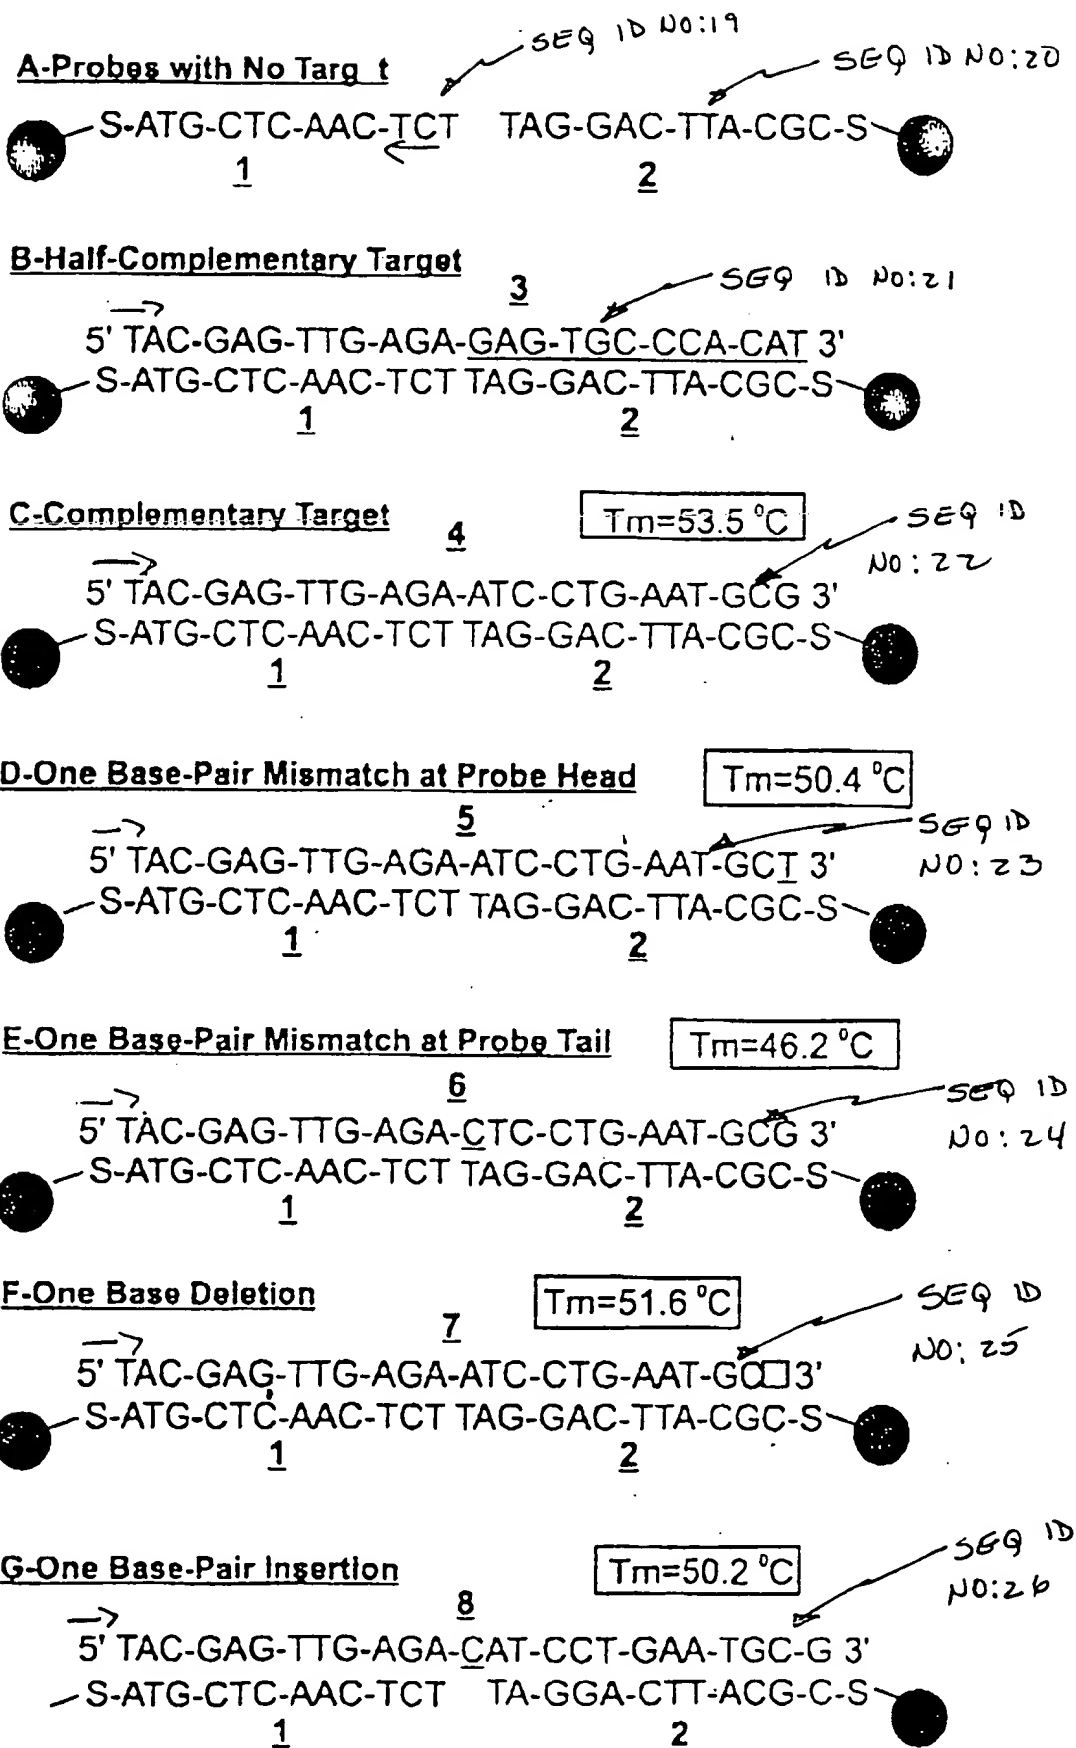 SEQ ID NO:19
A-Probes with No Targ t
SEQ ID NO:20
S-ATG-CTC-AAC-TCT TAG-GAC-TTA-CGC-S
1 2
B-Half-Complementary Target
3 SEQ ID NO:21
5' TAC-GAG-TTG-AGA-GAG-TGC-CCA-CAT 3'
S-ATG-CTC-AAC-TCT TAG-GAC-TTA-CGC-S
1 2
C-Complementary Target
Tm=53.5 °C
SEQ ID
NO:22
4
5' TAC-GAG-TTG-AGA-ATC-CTG-AAT-GCG 3'
S-ATG-CTC-AAC-TCT TAG-GAC-TTA-CGC-S
1 2
D-One Base-Pair Mismatch at Probe Head
Tm=50.4 °C
5
SEQ ID
NO:23
5' TAC-GAG-TTG-AGA-ATC-CTG-AAT-GCT 3'
S-ATG-CTC-AAC-TCT TAG-GAC-TTA-CGC-S
1 2
E-One Base-Pair Mismatch at Probe Tail
Tm=46.2 °C
6
SEQ ID
NO:24
5' TAC-GAG-TTG-AGA-CTC-CTG-AAT-GCG 3'
S-ATG-CTC-AAC-TCT TAG-GAC-TTA-CGC-S
1 2
F-One Base Deletion
Tm=51.6 °C
SEQ ID
NO:25
7
5' TAC-GAG-TTG-AGA-ATC-CTG-AAT-GC□ 3'
S-ATG-CTC-AAC-TCT TAG-GAC-TTA-CGC-S
1 2
G-One Base-Pair Insertion
Tm=50.2 °C
SEQ ID
NO:26
8
5' TAC-GAG-TTG-AGA-CAT-CCT-GAA-TGC-G 3'
S-ATG-CTC-AAC-TCT TA-GGA-CTT-ACG-C-S
1 2